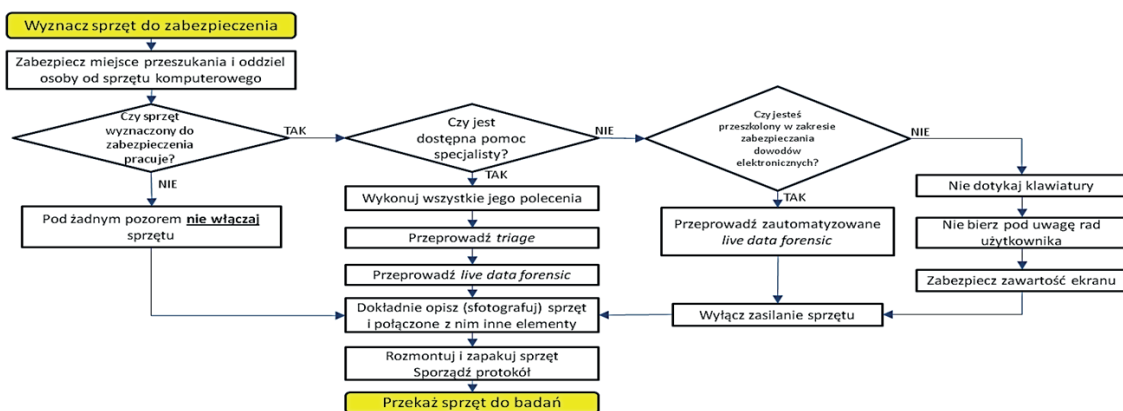 Wyznacz sprzęt do zabezpieczenia
Zabezpiecz miejsce przeszukania i oddziel
osoby od sprzętu komputerowego
Czy sprzęt
wyznaczony do
zabezpieczenia
pracuje?
TAK
NIE
Pod żadnym pozorem nie włączaj
sprzętu
Czy jest
dostępna pomoc
specjalisty?
NIE
TAK
Wykonuj wszystkie jego polecenia
Przeprowadź triage
Przeprowadź live data forensic
Dokładnie opisz (sfotografuj) sprzęt
i połączone z nim inne elementy
Rozmontuj i zapakuj sprzęt
Sporządź protokół
Przekaż sprzęt do badań
Czy jesteś
przeszkolony w zakresie
zabezpieczania
dowodów
elektronicznych?
NIE
TAK
Przeprowadź zautomatyzowane
live data forensic
Wyłącz zasilanie sprzętu
Nie dotykaj klawiatury
Nie bierz pod uwagę rad
użytkownika
Zabezpiecz zawartość ekranu